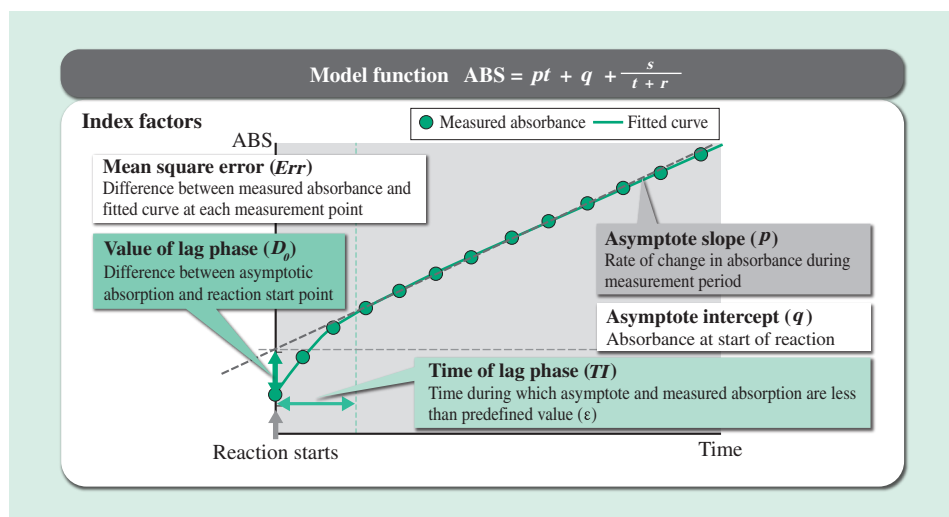 Model function ABS = pt + q + s / t + r
Index factors
Measured absorbance
Fitted curve
ABS
Mean square error (Err)
Difference between measured absorbance and
fitted curve at each measurement point
Value of lag phase (D₀)
Difference between asymptotic
absorption and reaction start point
Asymptote slope (p)
Rate of change in absorbance during
measurement period
Asymptote intercept (q)
Absorbance at start of reaction
Time of lag phase (TI)
Time during which asymptote and measured absorption are less
than predefined value (ε)
Reaction starts
Time